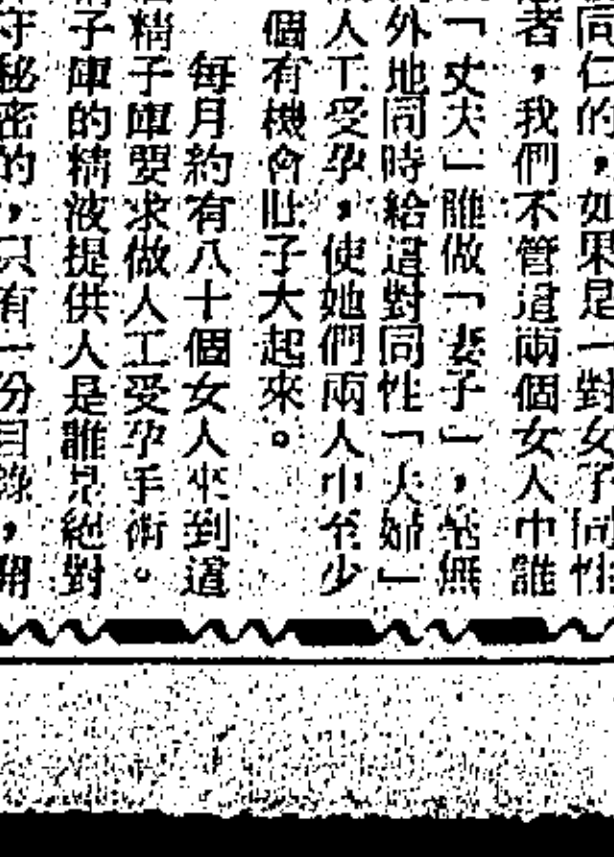 同仁的，如果是一對女子同性
者，我們不管這兩個女人中誰
「丈夫」誰做「妻子」，毫無
外地同時給這對同性「夫婦」
人工受孕，使她們兩人中至少
個有機會肚子大起來。
每月約有八十個女人來到這
精子庫要求做人工受孕手術。
子庫的精液提供人是誰是絕對
守秘密的，只有一份目錄，